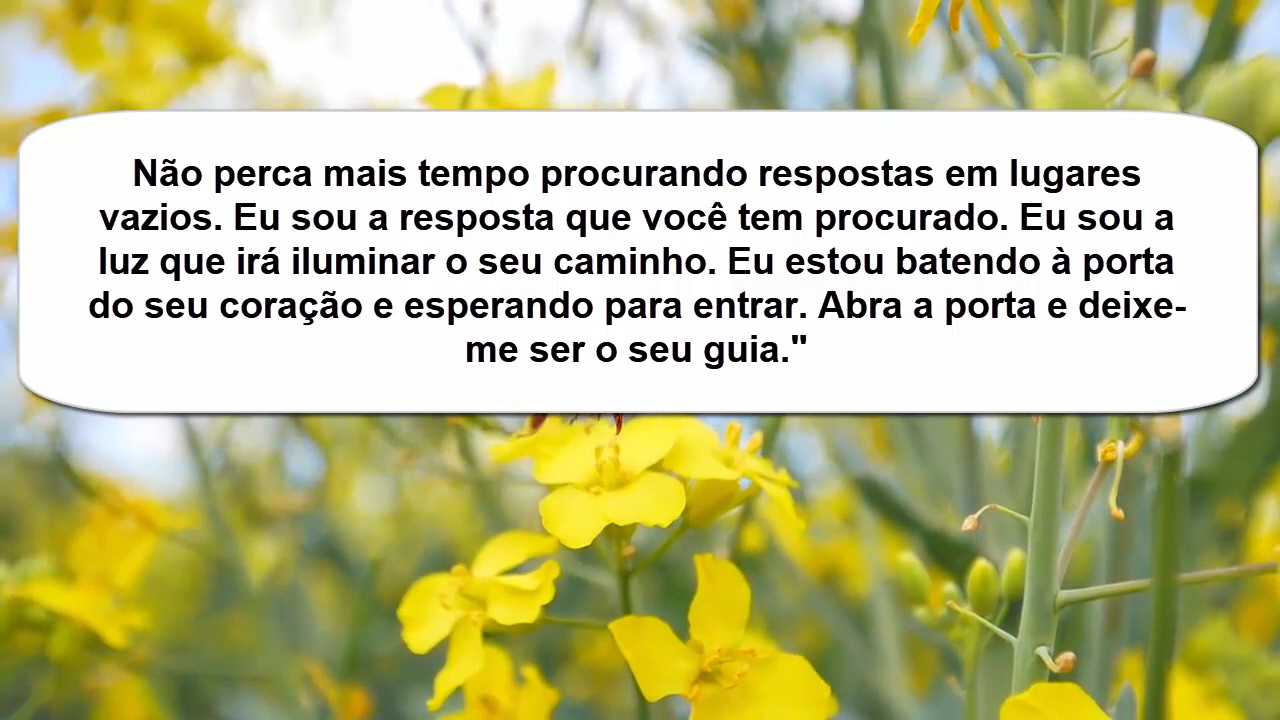 Não perca mais tempo procurando respostas em lugares
vazios. Eu sou a resposta que você tem procurado. Eu sou a
luz que irá iluminar o seu caminho. Eu estou batendo à porta
do seu coração e esperando para entrar. Abra a porta e deixe-
me ser o seu guia."